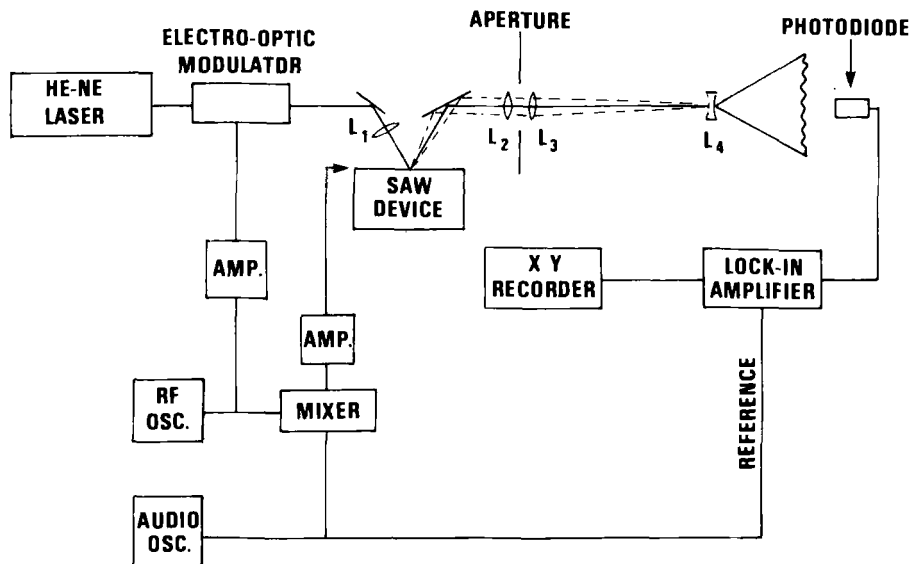 APERTURE
PHOTODIODE
ELECTRO-OPTIC
MODULATOR
HE-NE
LASER
L1
L2
L3
L4
SAW
DEVICE
AMP.
X Y
RECORDER
LOCK-IN
AMPLIFIER
AMP.
RF
OSC.
MIXER
REFERENCE
AUDIO
OSC.